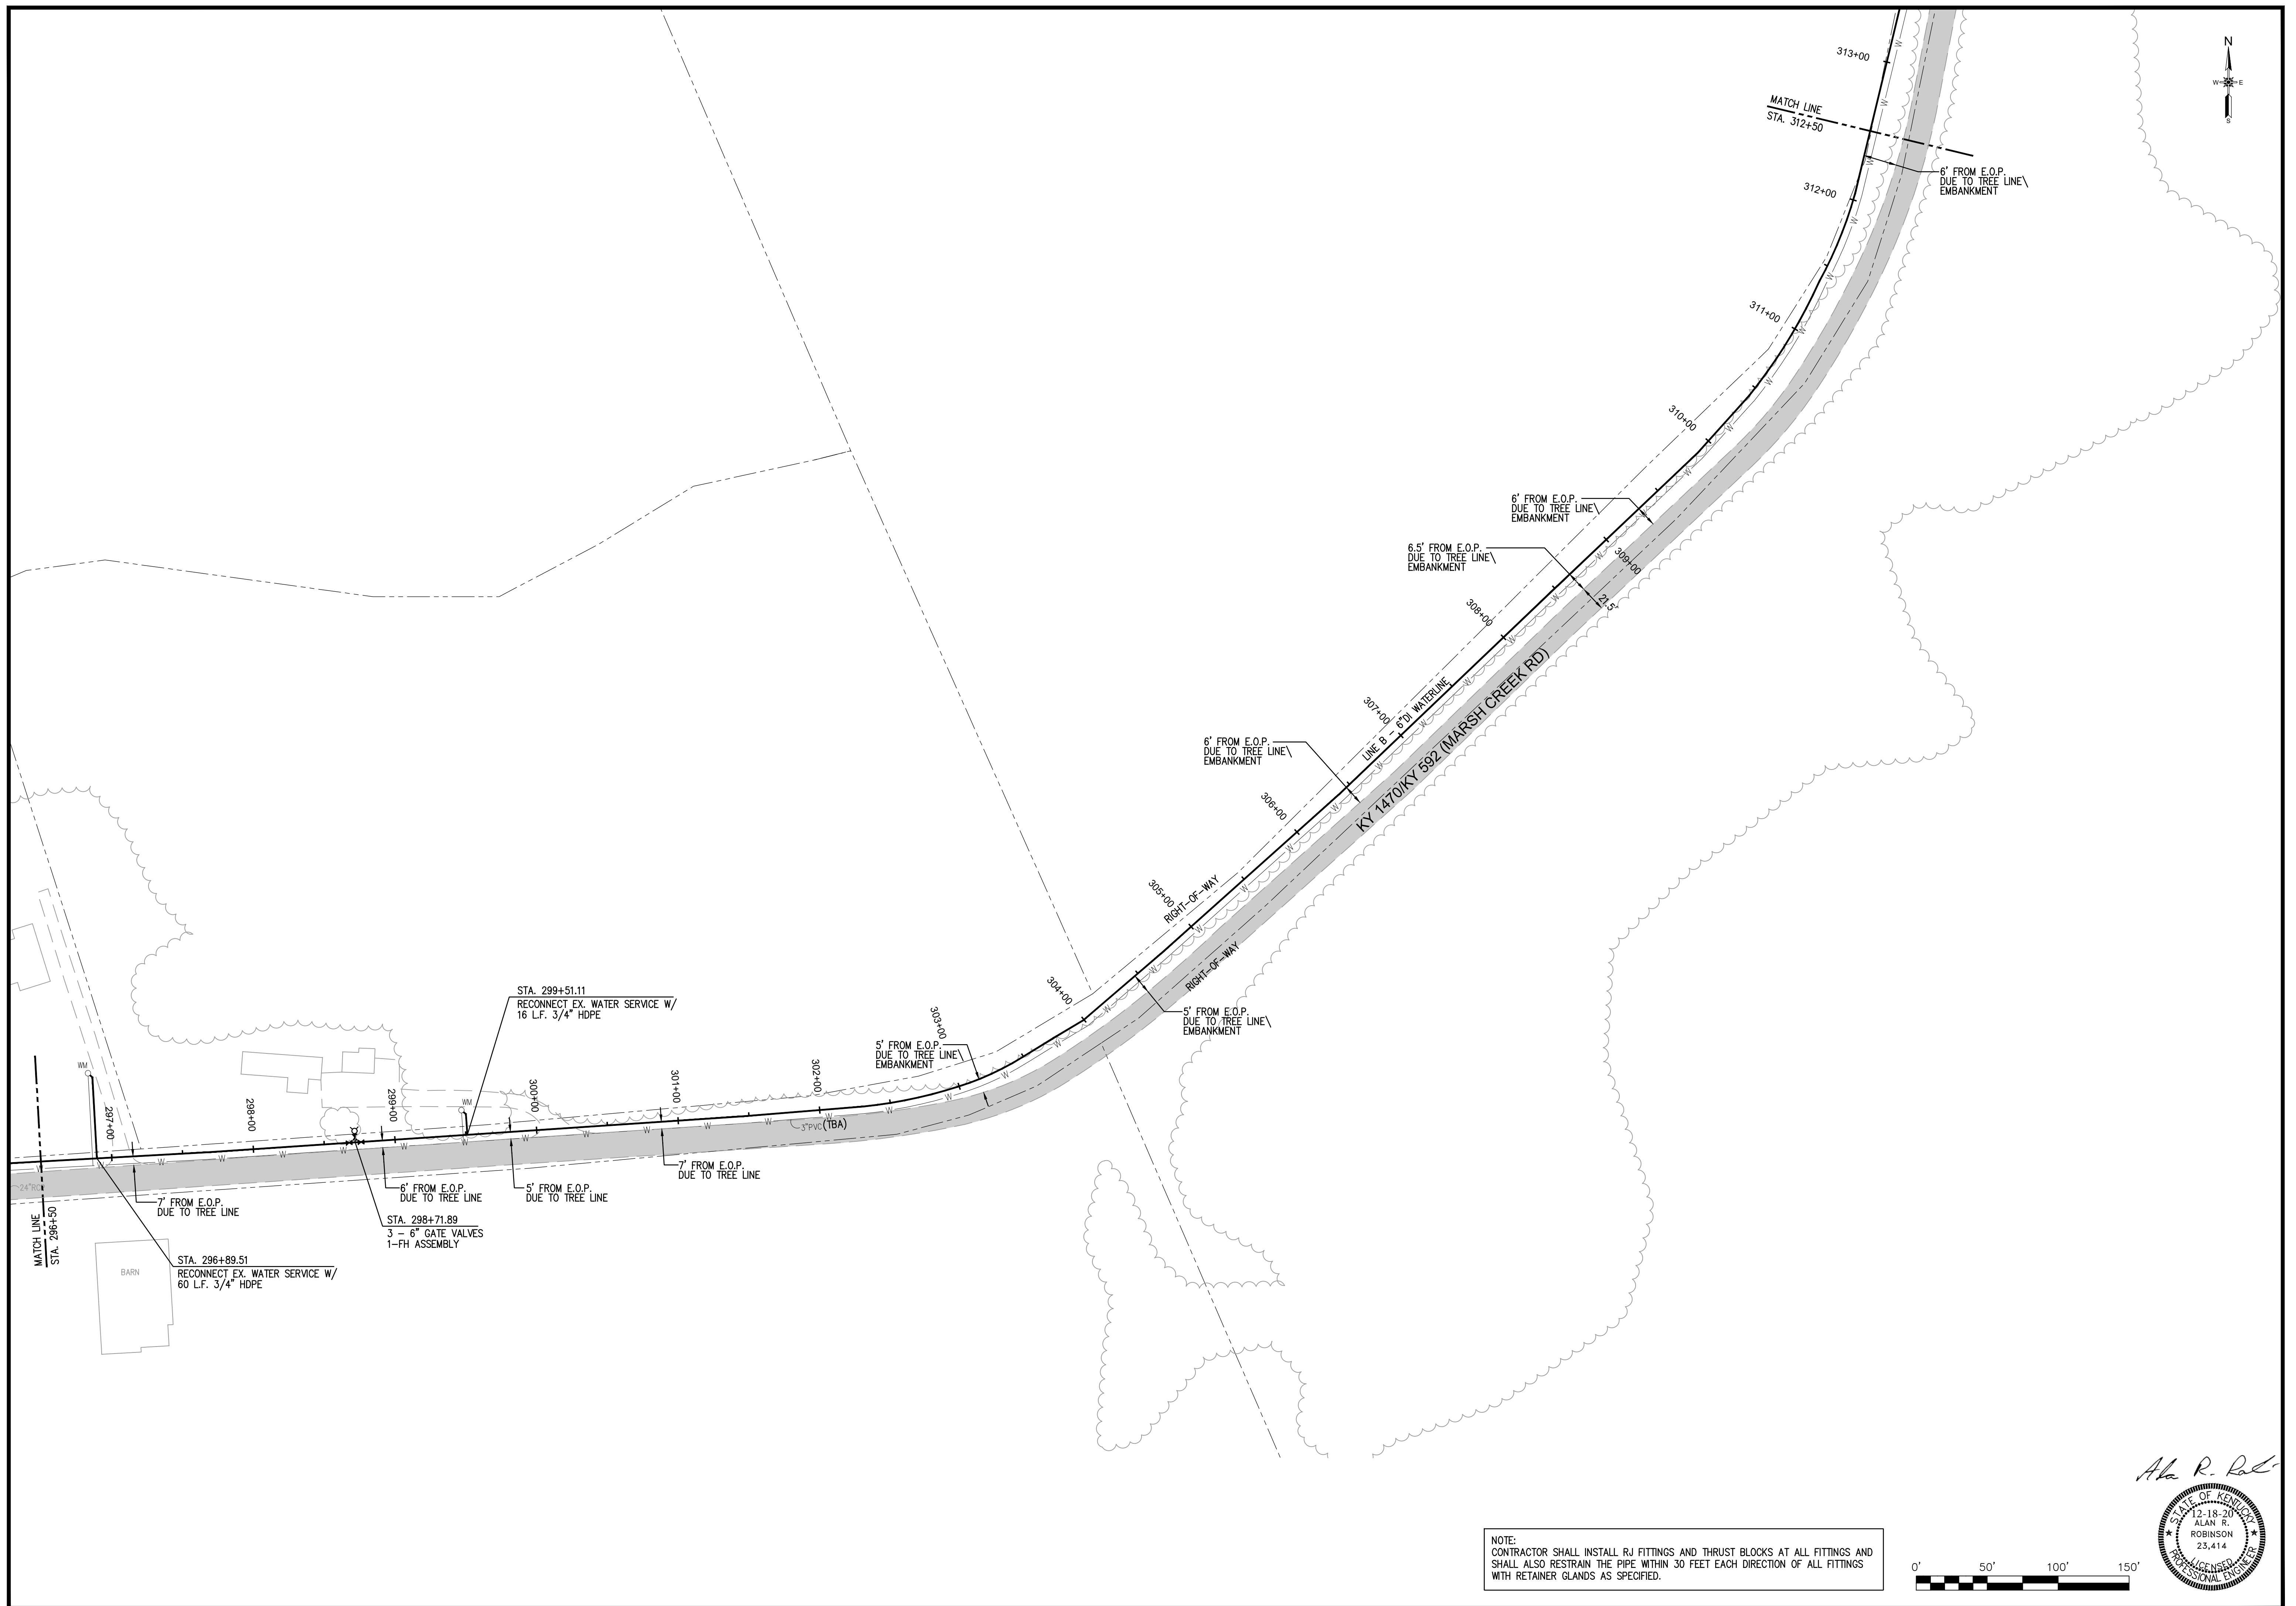 313+00
N
W E
S
MATCH LINE
STA. 312+50
6' FROM E.O.P.
DUE TO TREE LINE\
EMBANKMENT
312+00
311+00
310+00
6' FROM E.O.P.
DUE TO TREE LINE\
EMBANKMENT
6.5' FROM E.O.P.
DUE TO TREE LINE\
EMBANKMENT
309+00
21.5'
308+00
KY 1470/KY 592 (MARSH CREEK RD)
LINE B - 6"DI WATERLINE
307+00
6' FROM E.O.P.
DUE TO TREE LINE\
EMBANKMENT
306+00
305+00
RIGHT-OF-WAY
RIGHT-OF-WAY
304+00
5' FROM E.O.P.
DUE TO TREE LINE\
EMBANKMENT
303+00
5' FROM E.O.P.
DUE TO TREE LINE\
EMBANKMENT
STA. 299+51.11
RECONNECT EX. WATER SERVICE W/
16 L.F. 3/4" HDPE
302+00
301+00
300+00
299+00
298+00
297+00
WM
WM
3"PVC(TBA)
7' FROM E.O.P.
DUE TO TREE LINE
5' FROM E.O.P.
DUE TO TREE LINE
6' FROM E.O.P.
DUE TO TREE LINE
7' FROM E.O.P.
DUE TO TREE LINE
STA. 298+71.89
3 - 6" GATE VALVES
1-FH ASSEMBLY
24"RCP
MATCH LINE
STA. 296+50
STA. 296+89.51
RECONNECT EX. WATER SERVICE W/
60 L.F. 3/4" HDPE
BARN
NOTE:
CONTRACTOR SHALL INSTALL RJ FITTINGS AND THRUST BLOCKS AT ALL FITTINGS AND
SHALL ALSO RESTRAIN THE PIPE WITHIN 30 FEET EACH DIRECTION OF ALL FITTINGS
WITH RETAINER GLANDS AS SPECIFIED.
0' 50' 100' 150'
STATE OF KENTUCKY
12-18-20
ALAN R.
ROBINSON
23,414
LICENSED
PROFESSIONAL ENGINEER